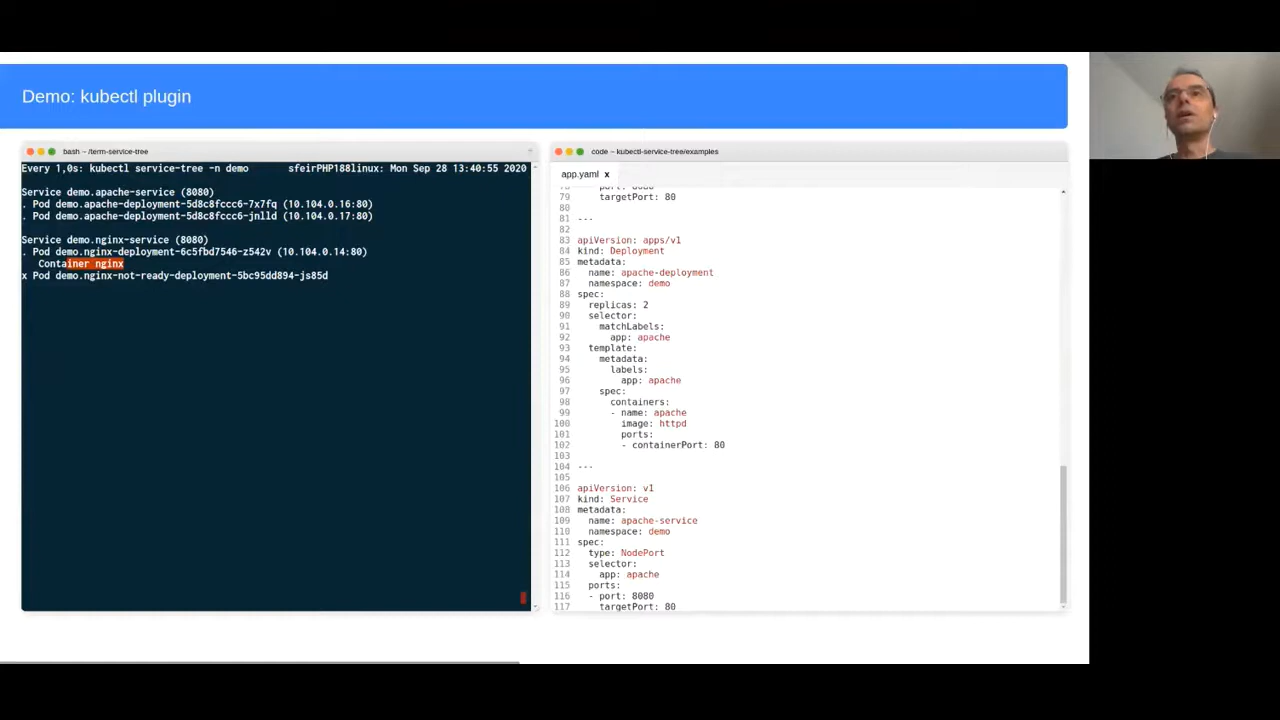 Demo: kubectl plugin
bash – /term-service-tree
Every 1,0s: kubectl service-tree -n demo sfeirPHP188linux: Mon Sep 28 13:40:55 2020
Service demo.apache-service (8080)
. Pod demo.apache-deployment-5d8c8fccc6-7x7fq (10.104.0.16:80)
. Pod demo.apache-deployment-5d8c8fccc6-jnlld (10.104.0.17:80)
Service demo.nginx-service (8080)
. Pod demo.nginx-deployment-6c5fbd7546-z542v (10.104.0.14:80)
Container nginx
x Pod demo.nginx-not-ready-deployment-5bc95dd894-js85d
code – kubectl-service-tree/examples
app.yaml x
78 - port: 8080
79 targetPort: 80
80
81 ---
82
83 apiVersion: apps/v1
84 kind: Deployment
85 metadata:
86 name: apache-deployment
87 namespace: demo
88 spec:
89 replicas: 2
90 selector:
91 matchLabels:
92 app: apache
93 template:
94 metadata:
95 labels:
96 app: apache
97 spec:
98 containers:
99 - name: apache
100 image: httpd
101 ports:
102 - containerPort: 80
103
104 ---
105
106 apiVersion: v1
107 kind: Service
108 metadata:
109 name: apache-service
110 namespace: demo
111 spec:
112 type: NodePort
113 selector:
114 app: apache
115 ports:
116 - port: 8080
117 targetPort: 80